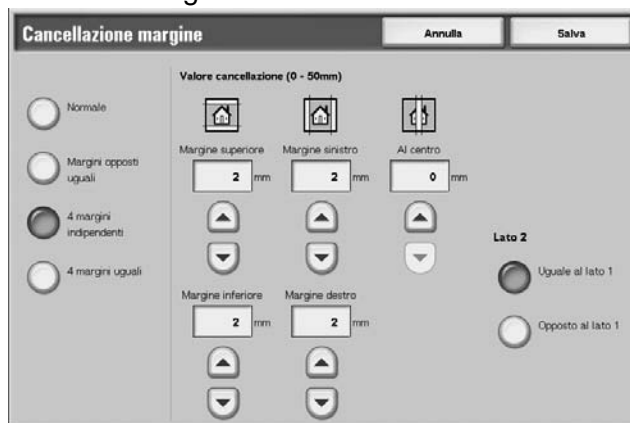 Cancellazione margine
Annulla
Salva
Valore cancellazione (0 - 50mm)
Normale
Margini opposti
uguali
4 margini
indipendenti
4 margini uguali
Margine superiore
2 mm
Margine sinistro
2 mm
Al centro
0 mm
Margine inferiore
2 mm
Margine destro
2 mm
Lato 2
Uguale al lato 1
Opposto al lato 1